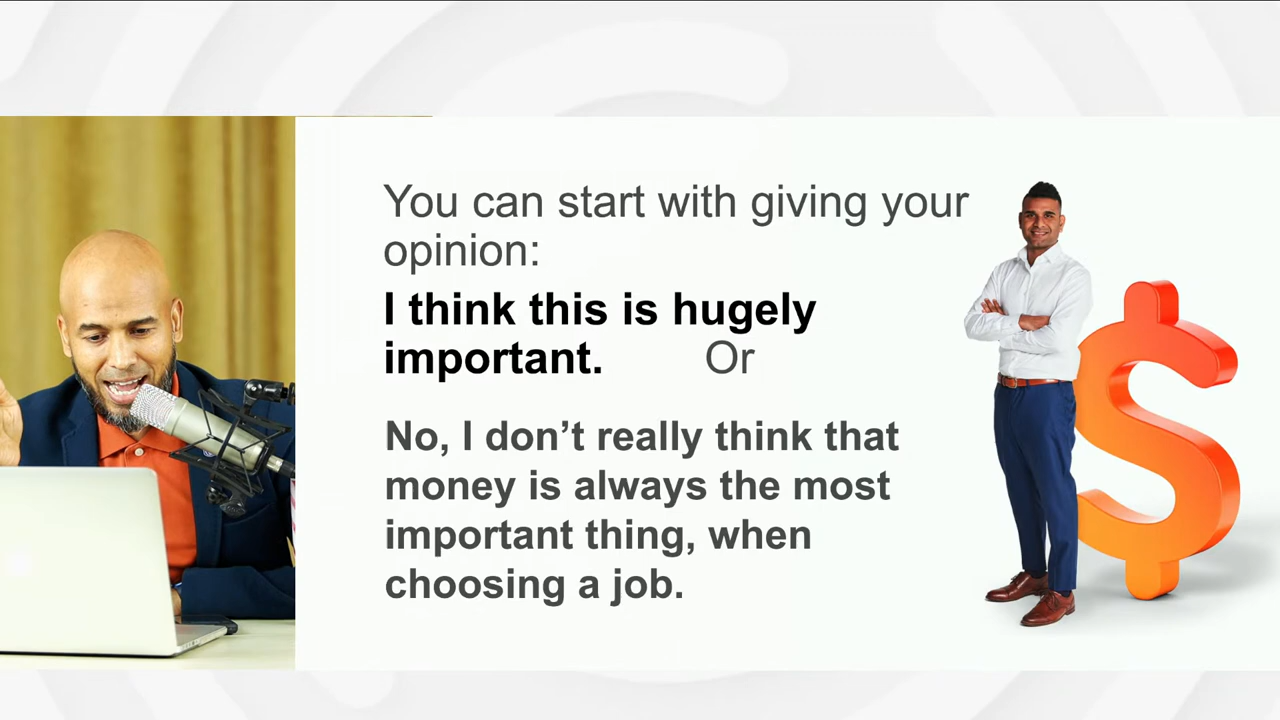 You can start with giving your
opinion:
I think this is hugely
important. Or
No, I don’t really think that
money is always the most
important thing, when
choosing a job.